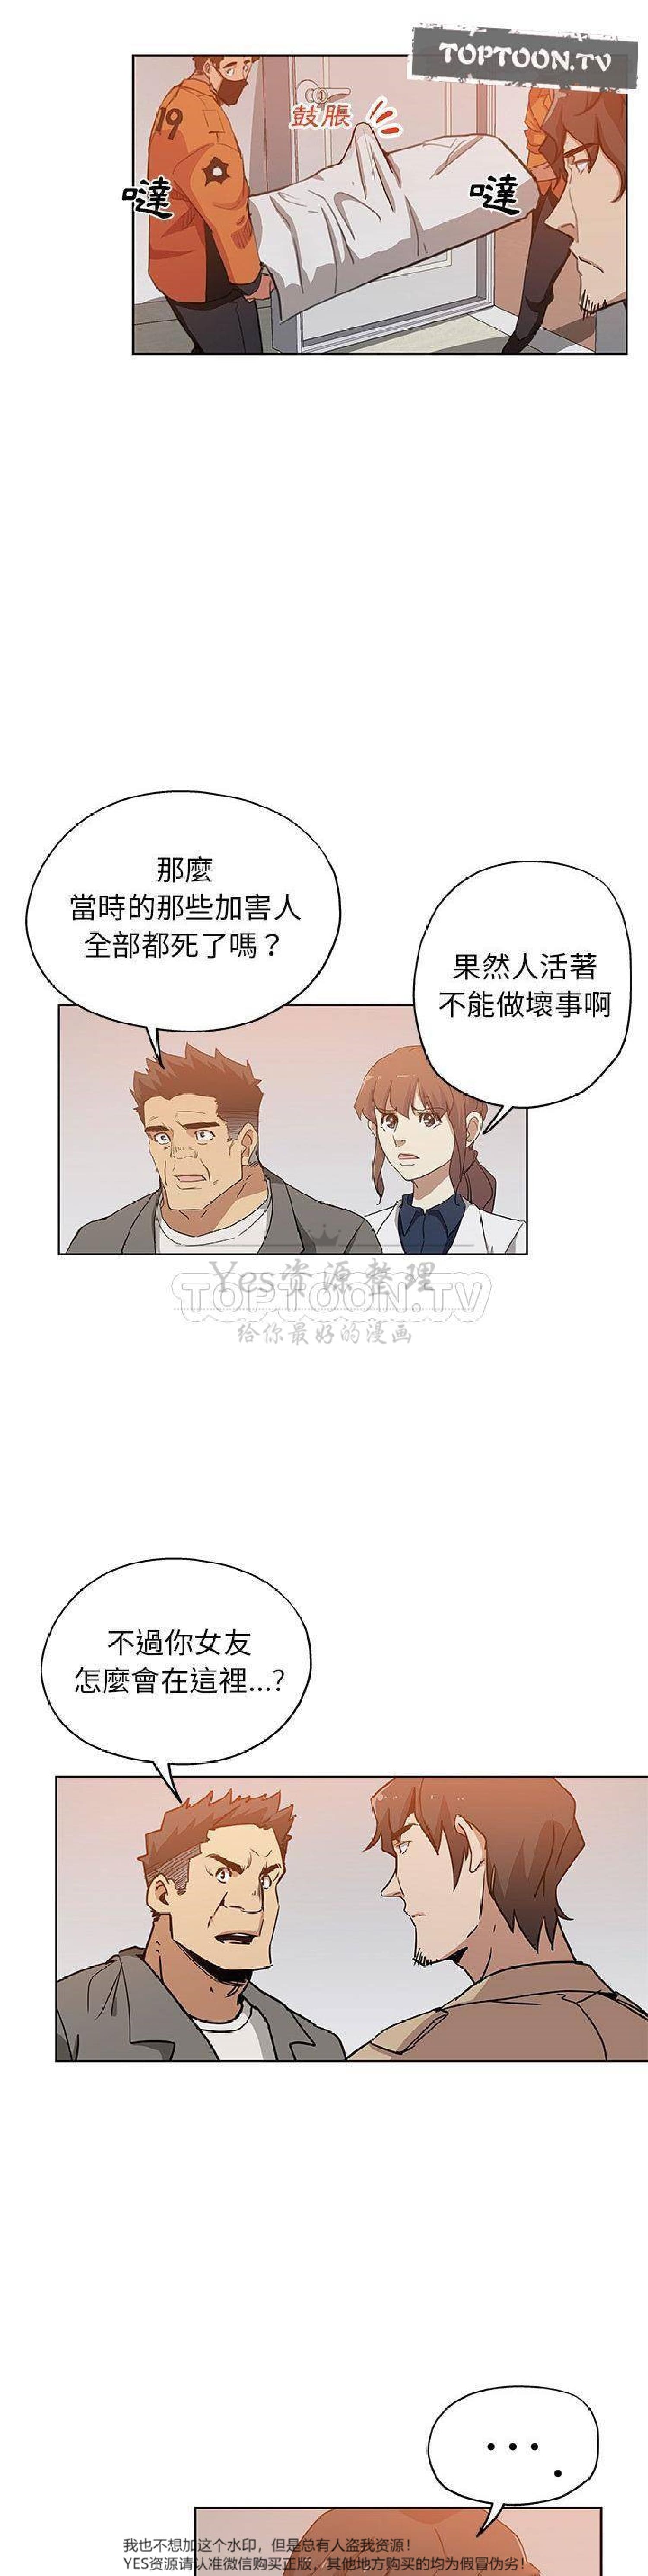 TOPTOON.TV
19
鼓脹
噠
噠
那麼
當時的那些加害人
全部都死了嗎？
果然人活著
不能做壞事啊
Yes资源整理
TOPTOON.TV
给你最好的漫画
不過你女友
怎麼會在這裡...?
....
我也不想加这个水印，但是总有人盗我资源！
YES资源请认准微信购买正版，其他地方购买的均为假冒伪劣！